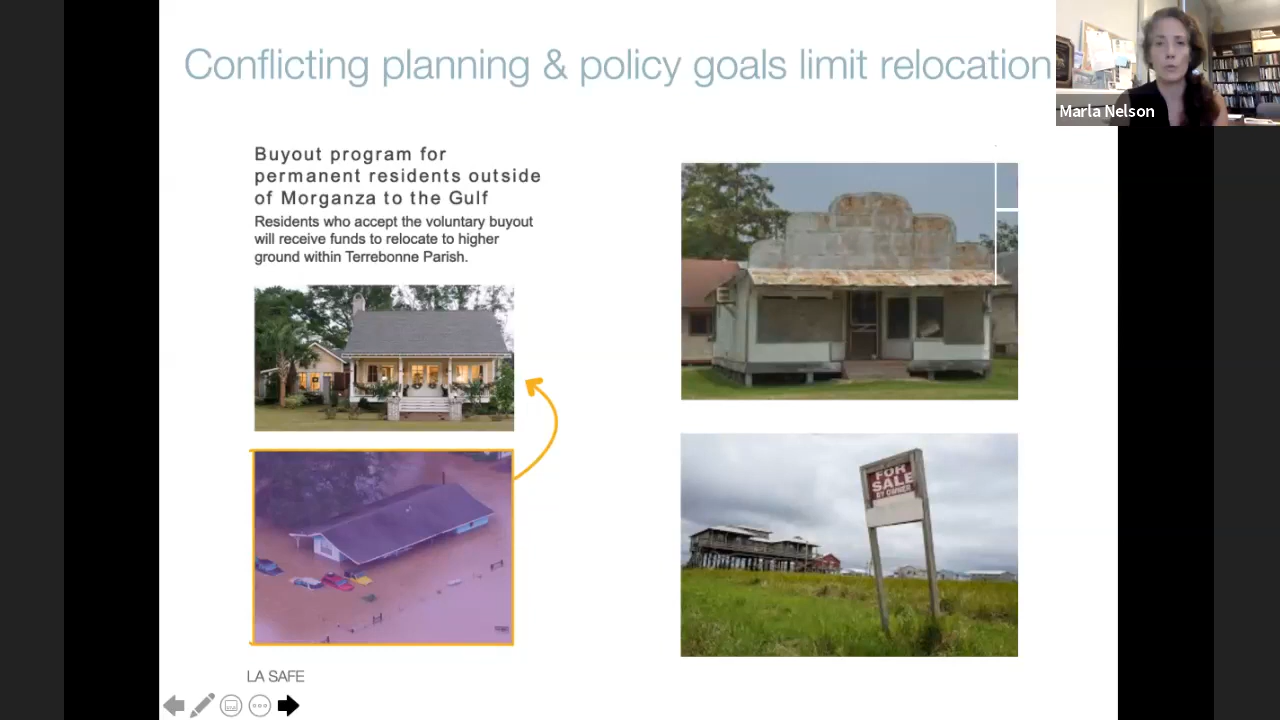 Conflicting planning & policy goals limit relocation
Marla Nelson
Buyout program for
permanent residents outside
of Morganza to the Gulf
Residents who accept the voluntary buyout
will receive funds to relocate to higher
ground within Terrebonne Parish.
FOR
SALE
BY OWNER
LA SAFE